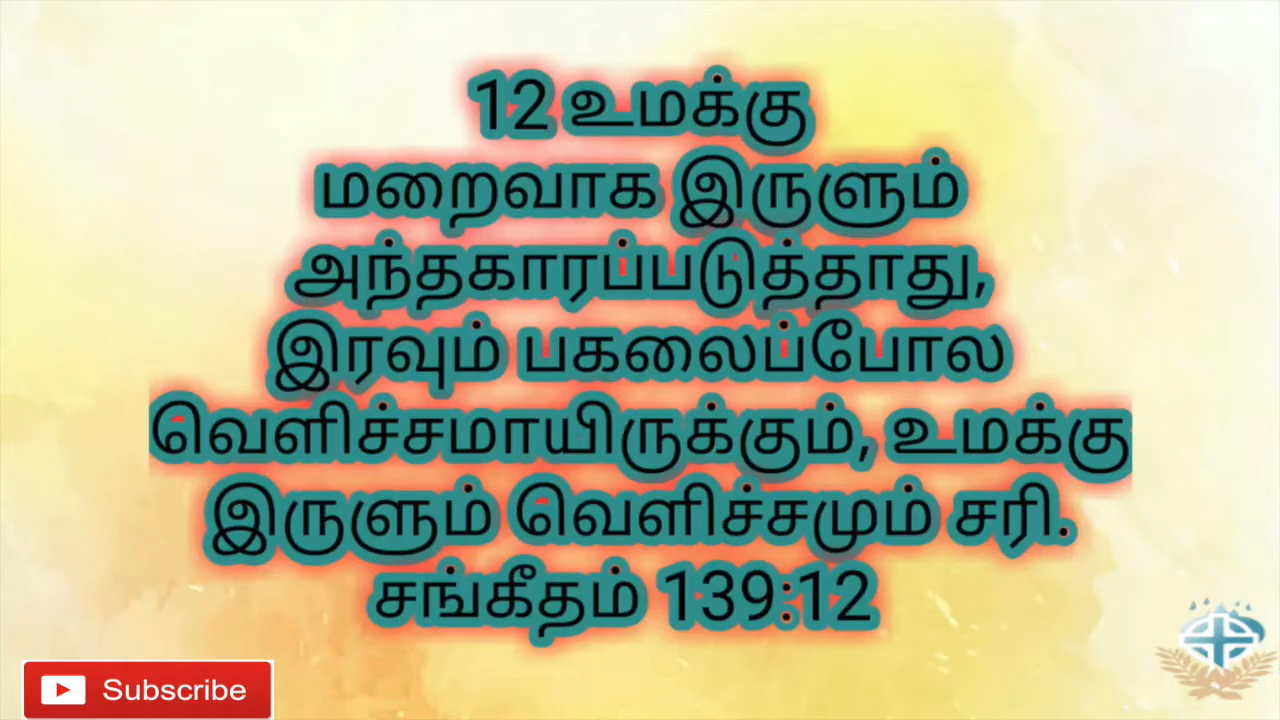 12 உமக்கு
மறைவாக இருளும்
அந்தகாரப்படுத்தாது,
இரவும் பகலைப்போல
வெளிச்சமாயிருக்கும், உமக்கு
இருளும் வெளிச்சமும் சரி.
சங்கீதம் 139:12
Subscribe